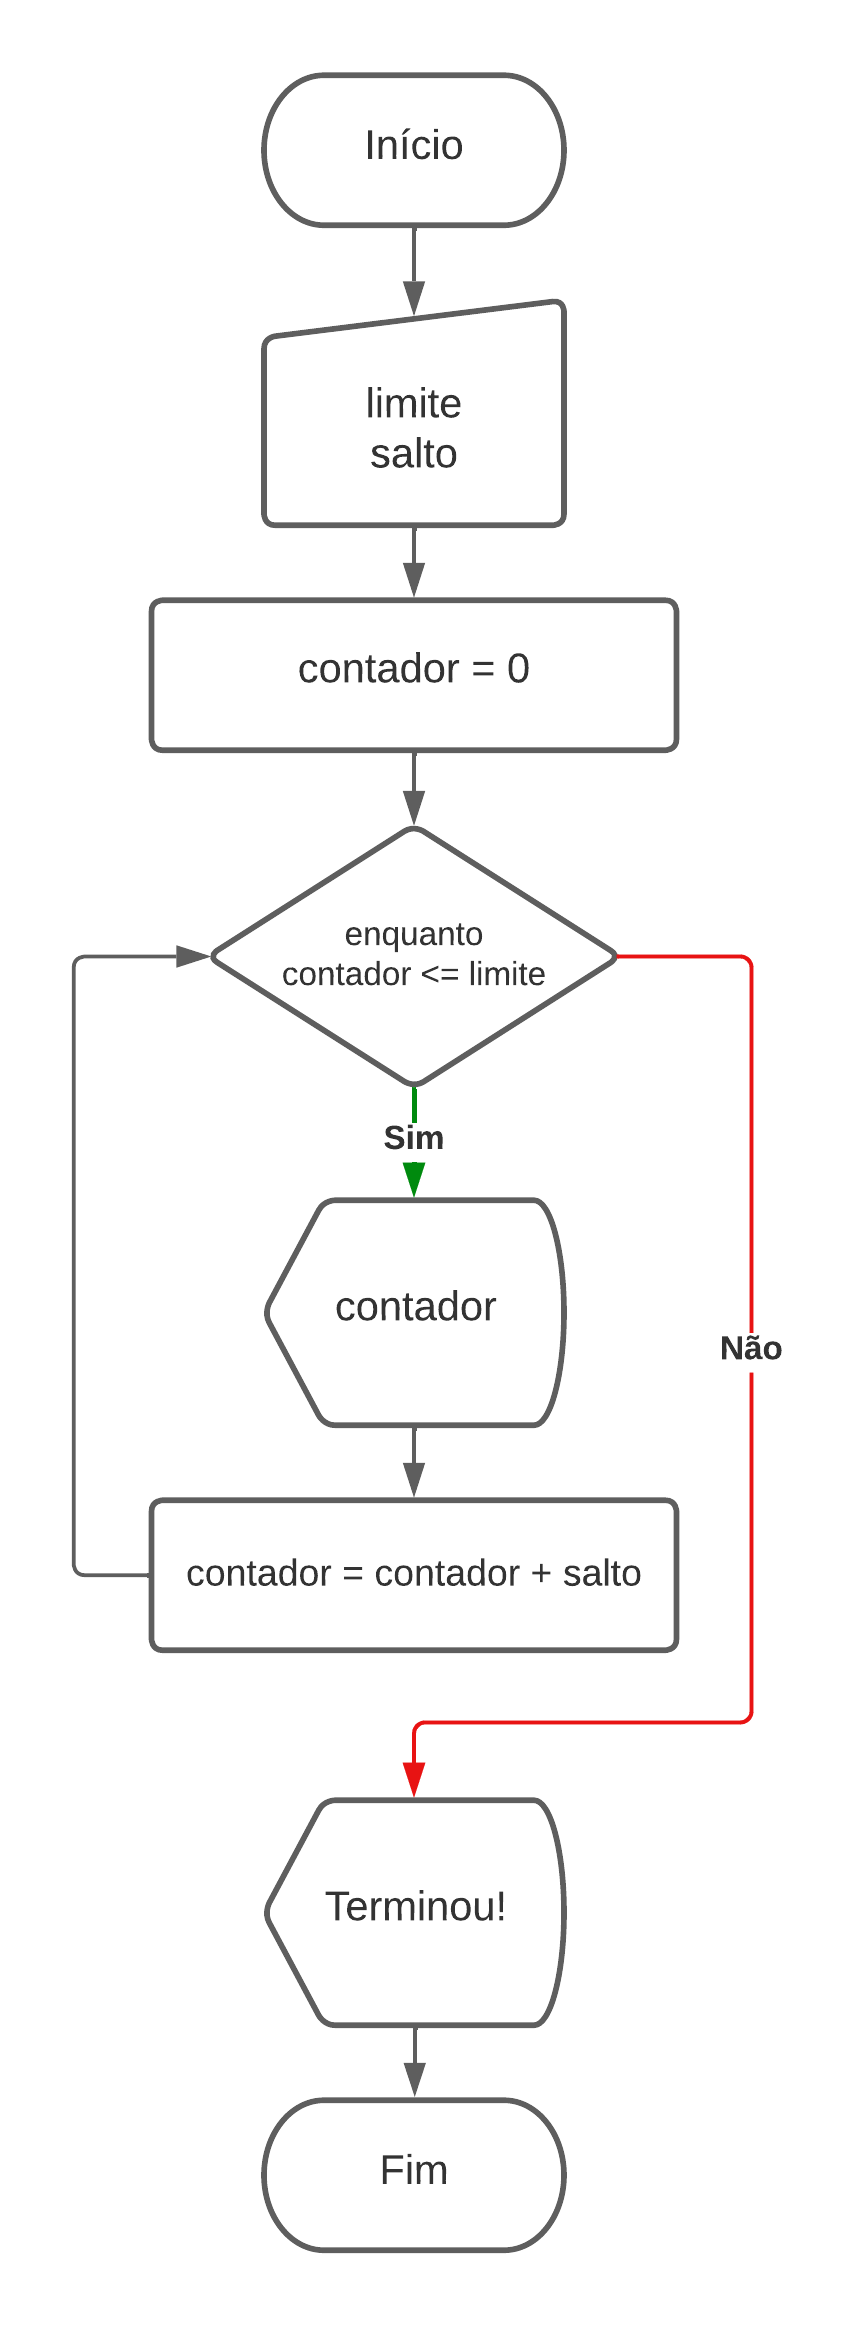 Início
limite
salto
contador = 0
enquanto
contador <= limite
Sim
contador
Não
contador = contador + salto
Terminou!
Fim